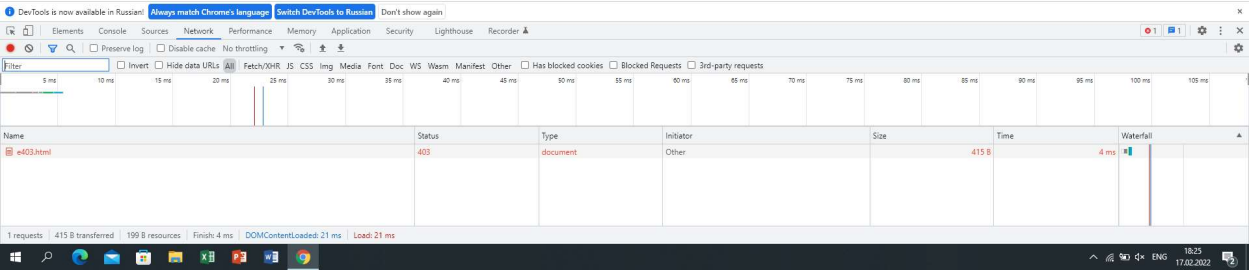 DevTools is now available in Russian! Always match Chrome's language Switch DevTools to Russian Don't show again
Elements Console Sources Network Performance Memory Application Security Lighthouse Recorder 1 1
Preserve log Disable cache No throttling
Filter Invert Hide data URLs All Fetch/XHR JS CSS Img Media Font Doc WS Wasm Manifest Other Has blocked cookies Blocked Requests 3rd-party requests
5 ms 10 ms 15 ms 20 ms 25 ms 30 ms 35 ms 40 ms 45 ms 50 ms 55 ms 60 ms 65 ms 70 ms 75 ms 80 ms 85 ms 90 ms 95 ms 100 ms 105 ms
Name Status Type Initiator Size Time Waterfall
e403.html 403 document Other 415 B 4 ms
1 requests 415 B transferred 199 B resources Finish: 4 ms DOMContentLoaded: 21 ms Load: 21 ms
ENG 18:25
17.02.2022 2